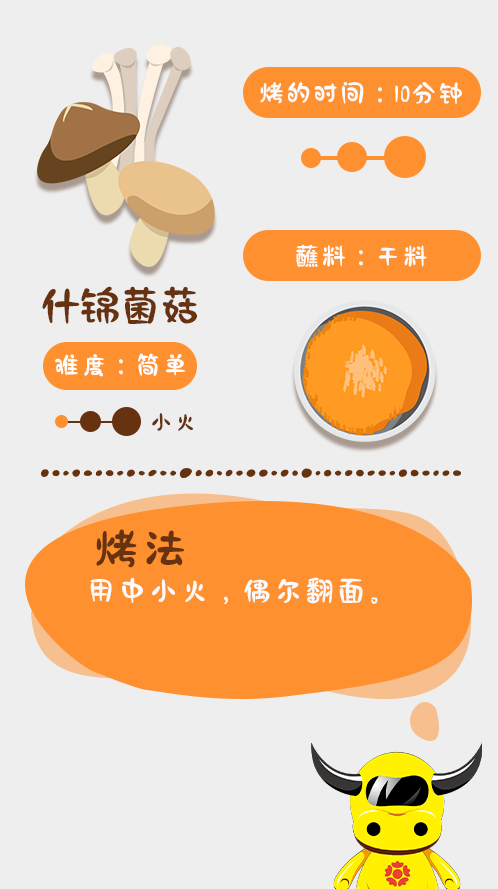 烤的时间：10分钟
蘸料：干料
什锦菌菇
难度：简单
小火
烤法
用中小火，偶尔翻面。